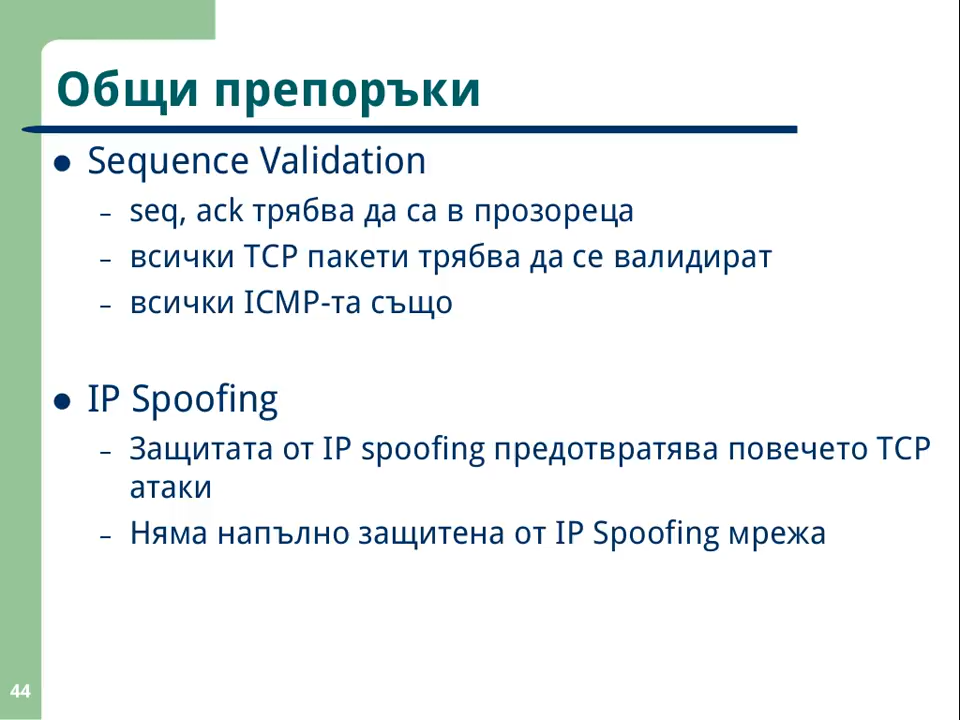 Общи препоръки
● Sequence Validation
– seq, ack трябва да са в прозореца
– всички TCP пакети трябва да се валидират
– всички ICMP-та също
● IP Spoofing
– Защитата от IP spoofing предотвратява повечето TCP
атаки
– Няма напълно защитена от IP Spoofing мрежа
44